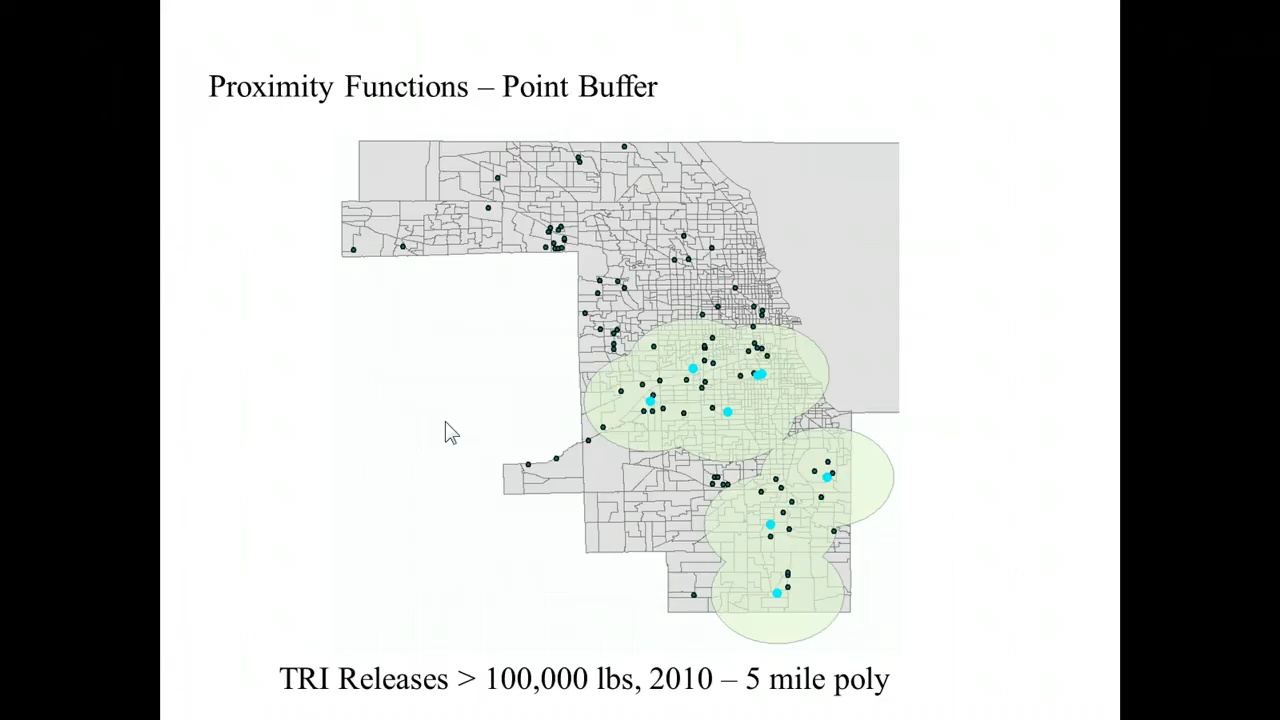 Proximity Functions – Point Buffer
TRI Releases > 100,000 lbs, 2010 – 5 mile poly